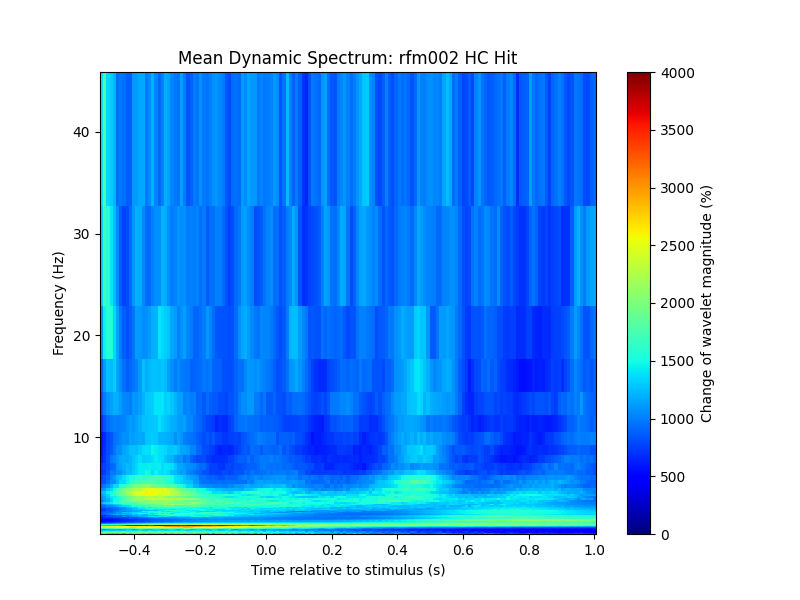 Mean Dynamic Spectrum: rfm002 HC Hit
4000
3500
3000
2500
2000
1500
1000
500
0
Change of wavelet magnitude (%)
40
30
20
10
Frequency (Hz)
−0.4 −0.2 0.0 0.2 0.4 0.6 0.8 1.0
Time relative to stimulus (s)